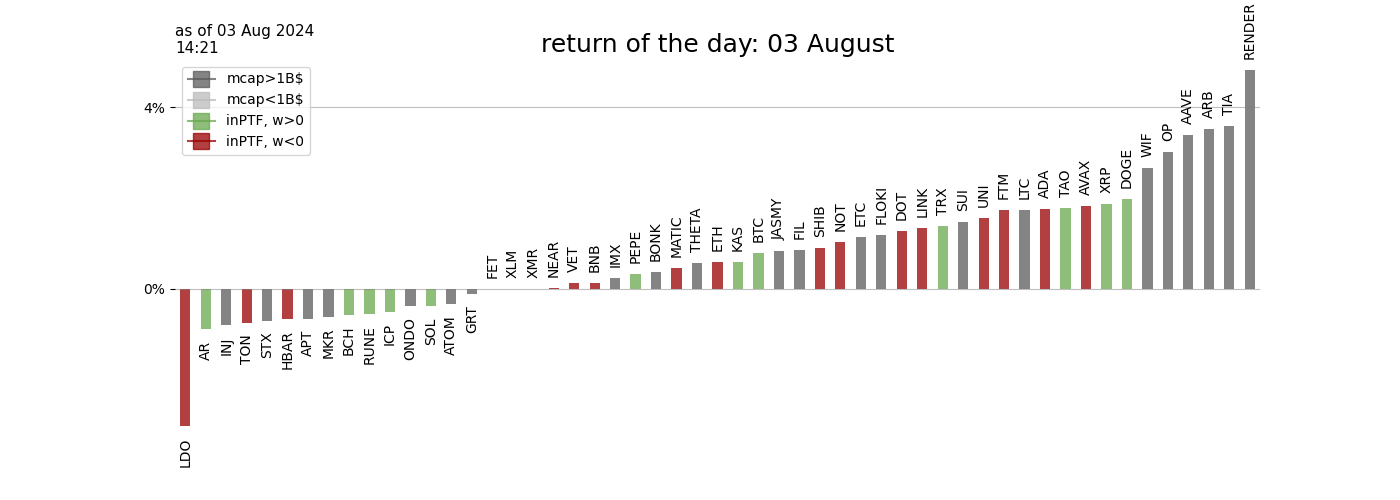 as of 03 Aug 2024
14:21
return of the day: 03 August
mcap>1B$
mcap<1B$
inPTF, w>0
inPTF, w<0
4%
0%
LDO
AR
INJ
TON
STX
HBAR
APT
MKR
BCH
RUNE
ICP
ONDO
SOL
ATOM
GRT
FET
XLM
XMR
NEAR
VET
BNB
IMX
PEPE
BONK
MATIC
THETA
ETH
KAS
BTC
JASMY
FIL
SHIB
NOT
ETC
FLOKI
DOT
LINK
TRX
SUI
UNI
FTM
LTC
ADA
TAO
AVAX
XRP
DOGE
WIF
OP
AAVE
ARB
TIA
RENDER